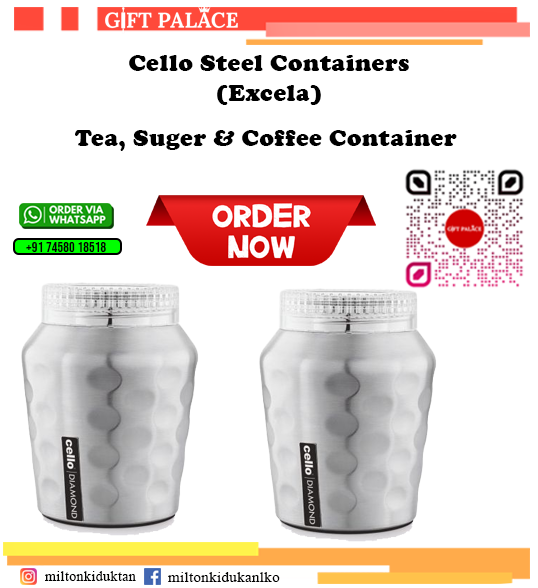 GIFT PALACE
Cello Steel Containers
(Excela)
Tea, Suger & Coffee Container
ORDER VIA
WHATSAPP
+91 74580 18518
ORDER
NOW
GIFT PALACE
cello DIAMOND
cello DIAMOND
miltonkiduktan miltonkidukanlko